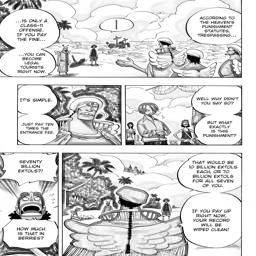 ACCORDING TO
THE HEAVEN'S
PUNISHMENT
STATUTES,
TRESPASSING...
...IS ONLY A
CLASS-11
OFFENSE.
IF YOU PAY
THE FEE...
...YOU CAN
BECOME
LEGAL
TOURISTS
RIGHT NOW.
WELL WHY DIDN'T
YOU SAY SO?
BUT WHAT
EXACTLY IS
THIS
PUNISHMENT?
IT'S SIMPLE.
JUST PAY TEN
TIMES THE
ENTRANCE FEE.
THAT WOULD BE
10 BILLION EXTOLS
EACH, OR 70
BILLION EXTOLS
FOR ALL SEVEN
OF YOU.
IF YOU PAY UP
RIGHT NOW,
YOUR RECORD
WILL BE
WIPED CLEAN!
SEVENTY
BILLION
EXTOLS?!
HOW MUCH
IS THAT IN
BERRIES?